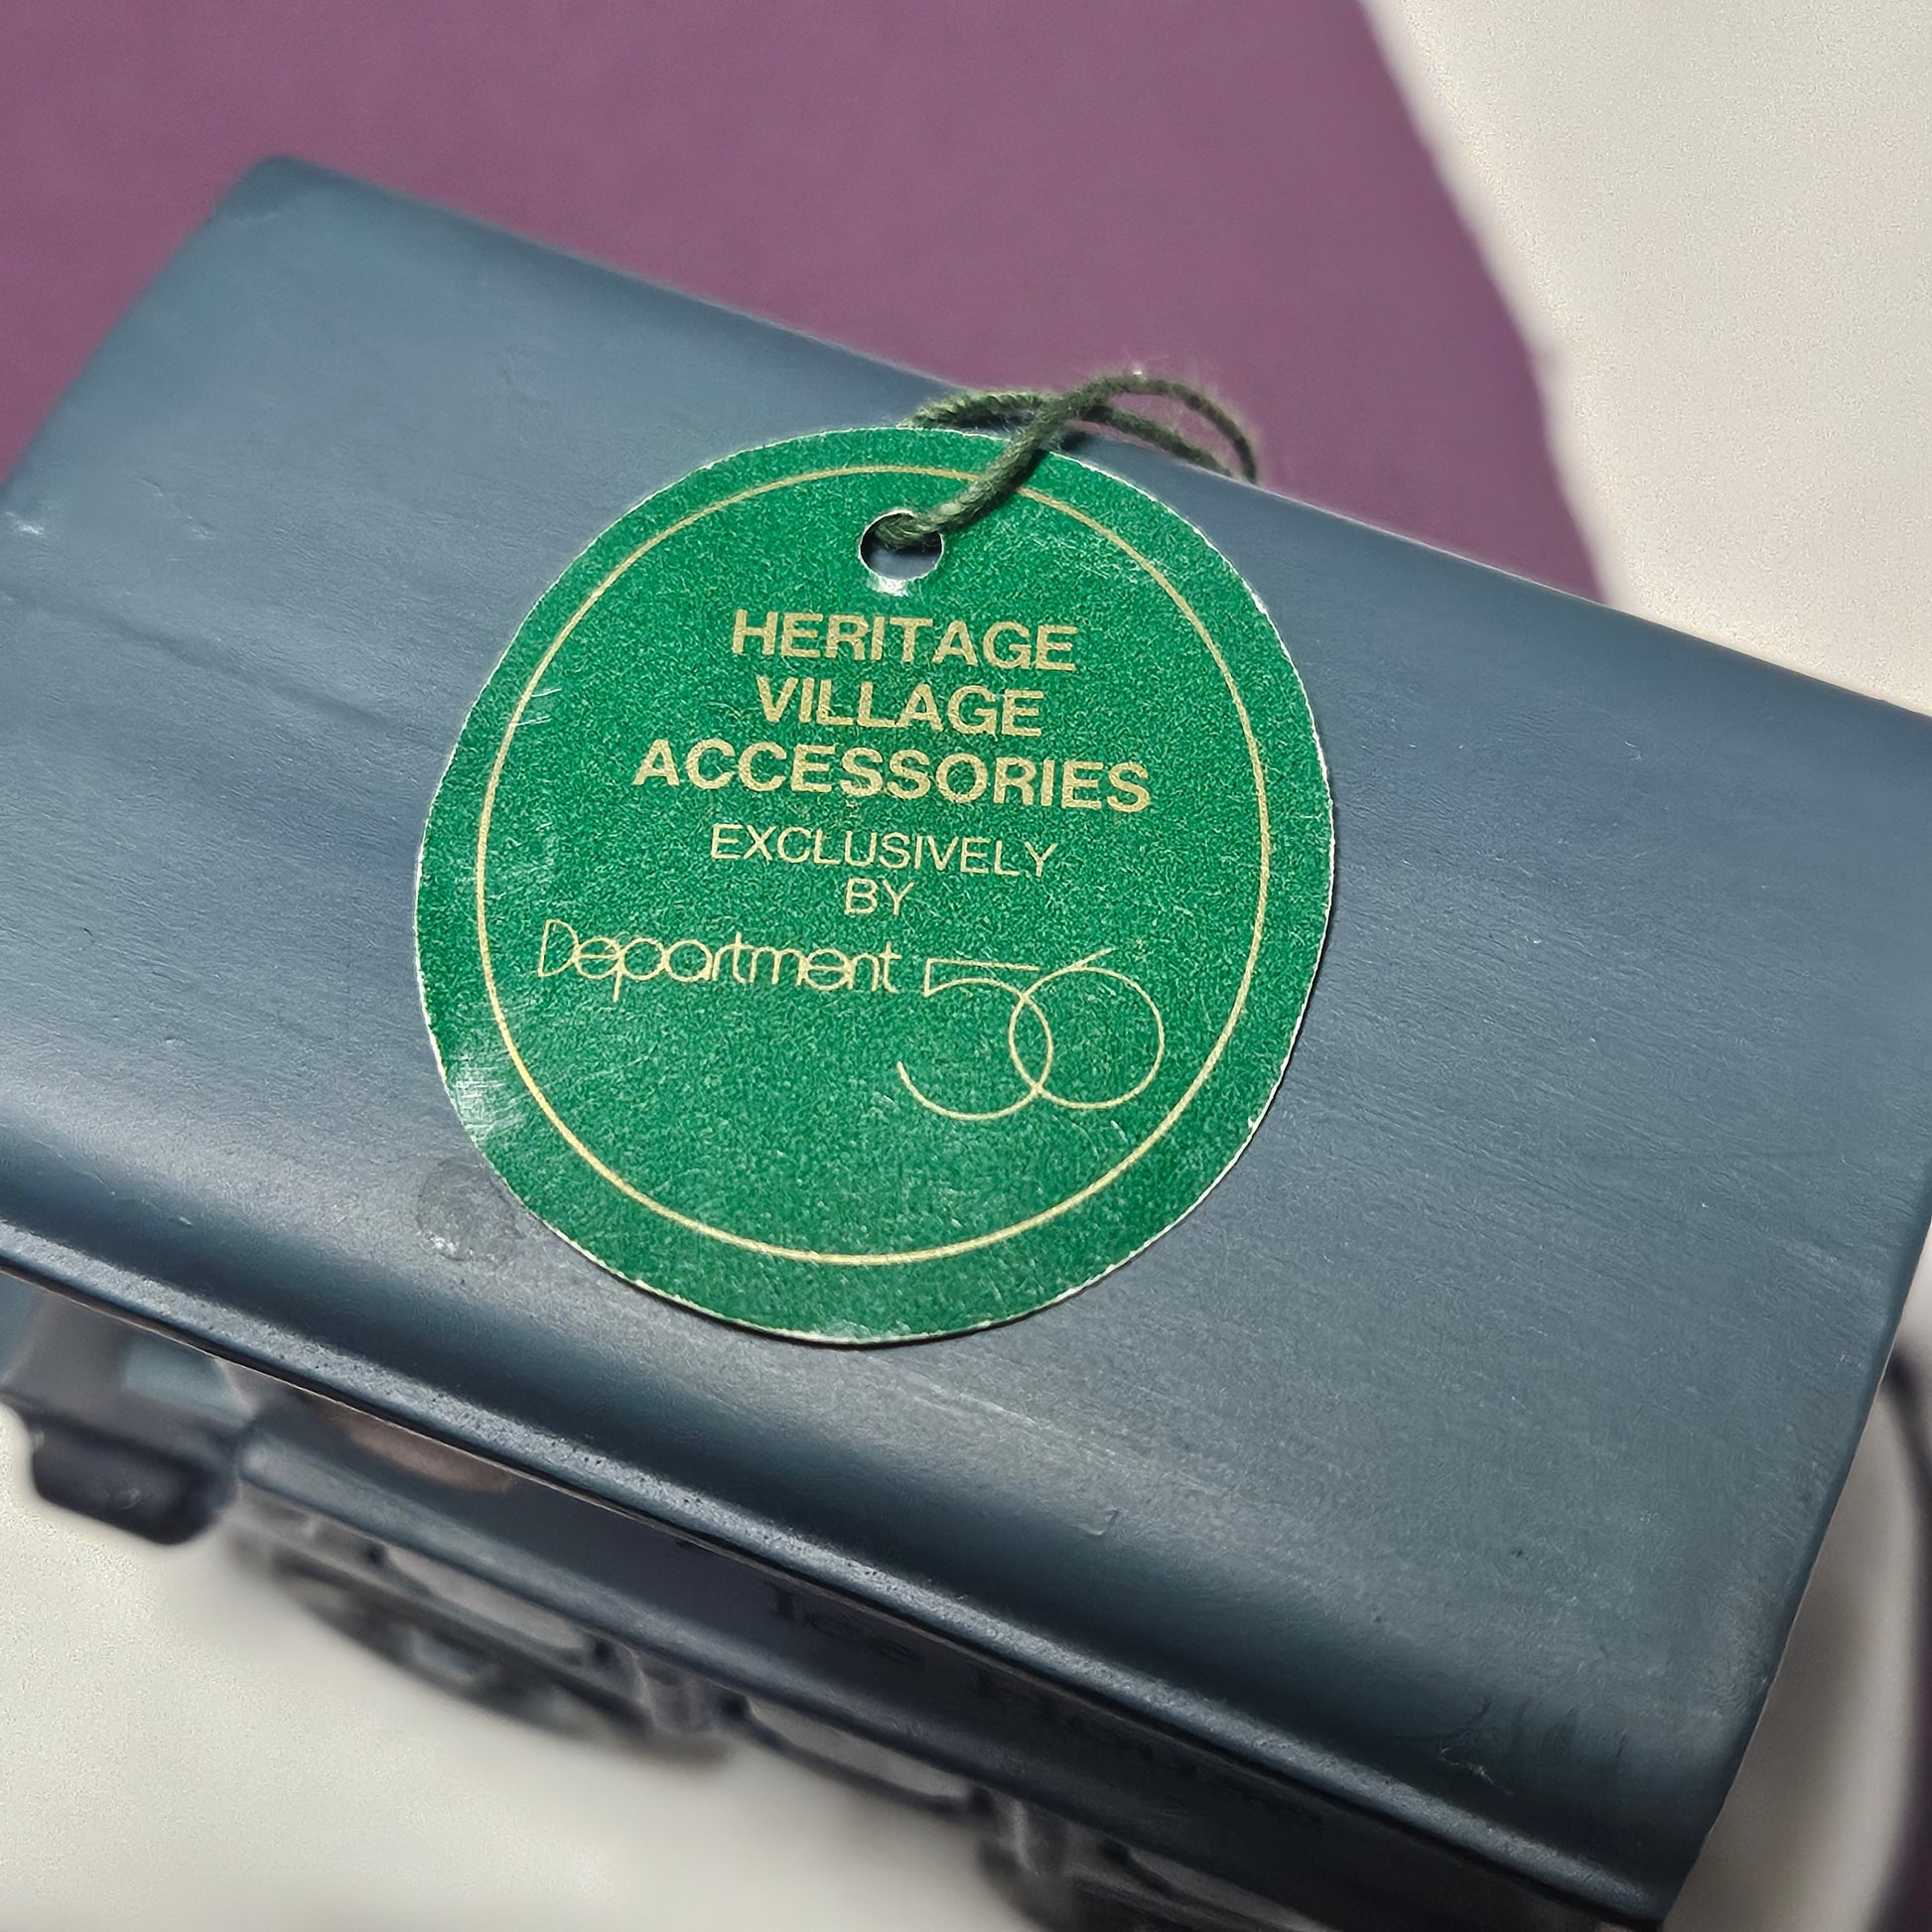 HERITAGE
VILLAGE
ACCESSORIES
EXCLUSIVELY
BY
Department 56